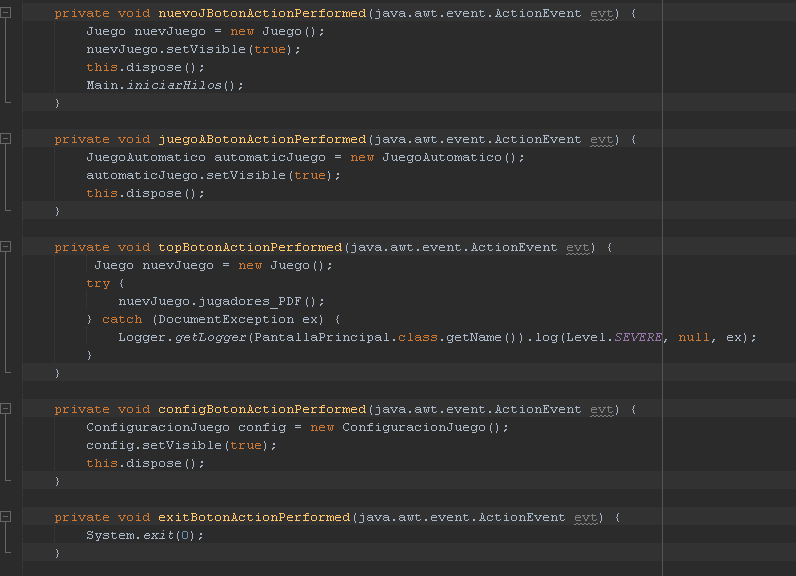 private void nuevoJBotonActionPerformed(java.awt.event.ActionEvent evt) {
Juego nuevJuego = new Juego();
nuevJuego.setVisible(true);
this.dispose();
Main.iniciarHilos();
}
private void juegoABotonActionPerformed(java.awt.event.ActionEvent evt) {
JuegoAutomatico automaticJuego = new JuegoAutomatico();
automaticJuego.setVisible(true);
this.dispose();
}
private void topBotonActionPerformed(java.awt.event.ActionEvent evt) {
Juego nuevJuego = new Juego();
try {
nuevJuego.jugadores_PDF();
} catch (DocumentException ex) {
Logger.getLogger(PantallaPrincipal.class.getName()).log(Level.SEVERE, null, ex);
}
}
private void configBotonActionPerformed(java.awt.event.ActionEvent evt) {
ConfiguracionJuego config = new ConfiguracionJuego();
config.setVisible(true);
this.dispose();
}
private void exitBotonActionPerformed(java.awt.event.ActionEvent evt) {
System.exit(0);
}